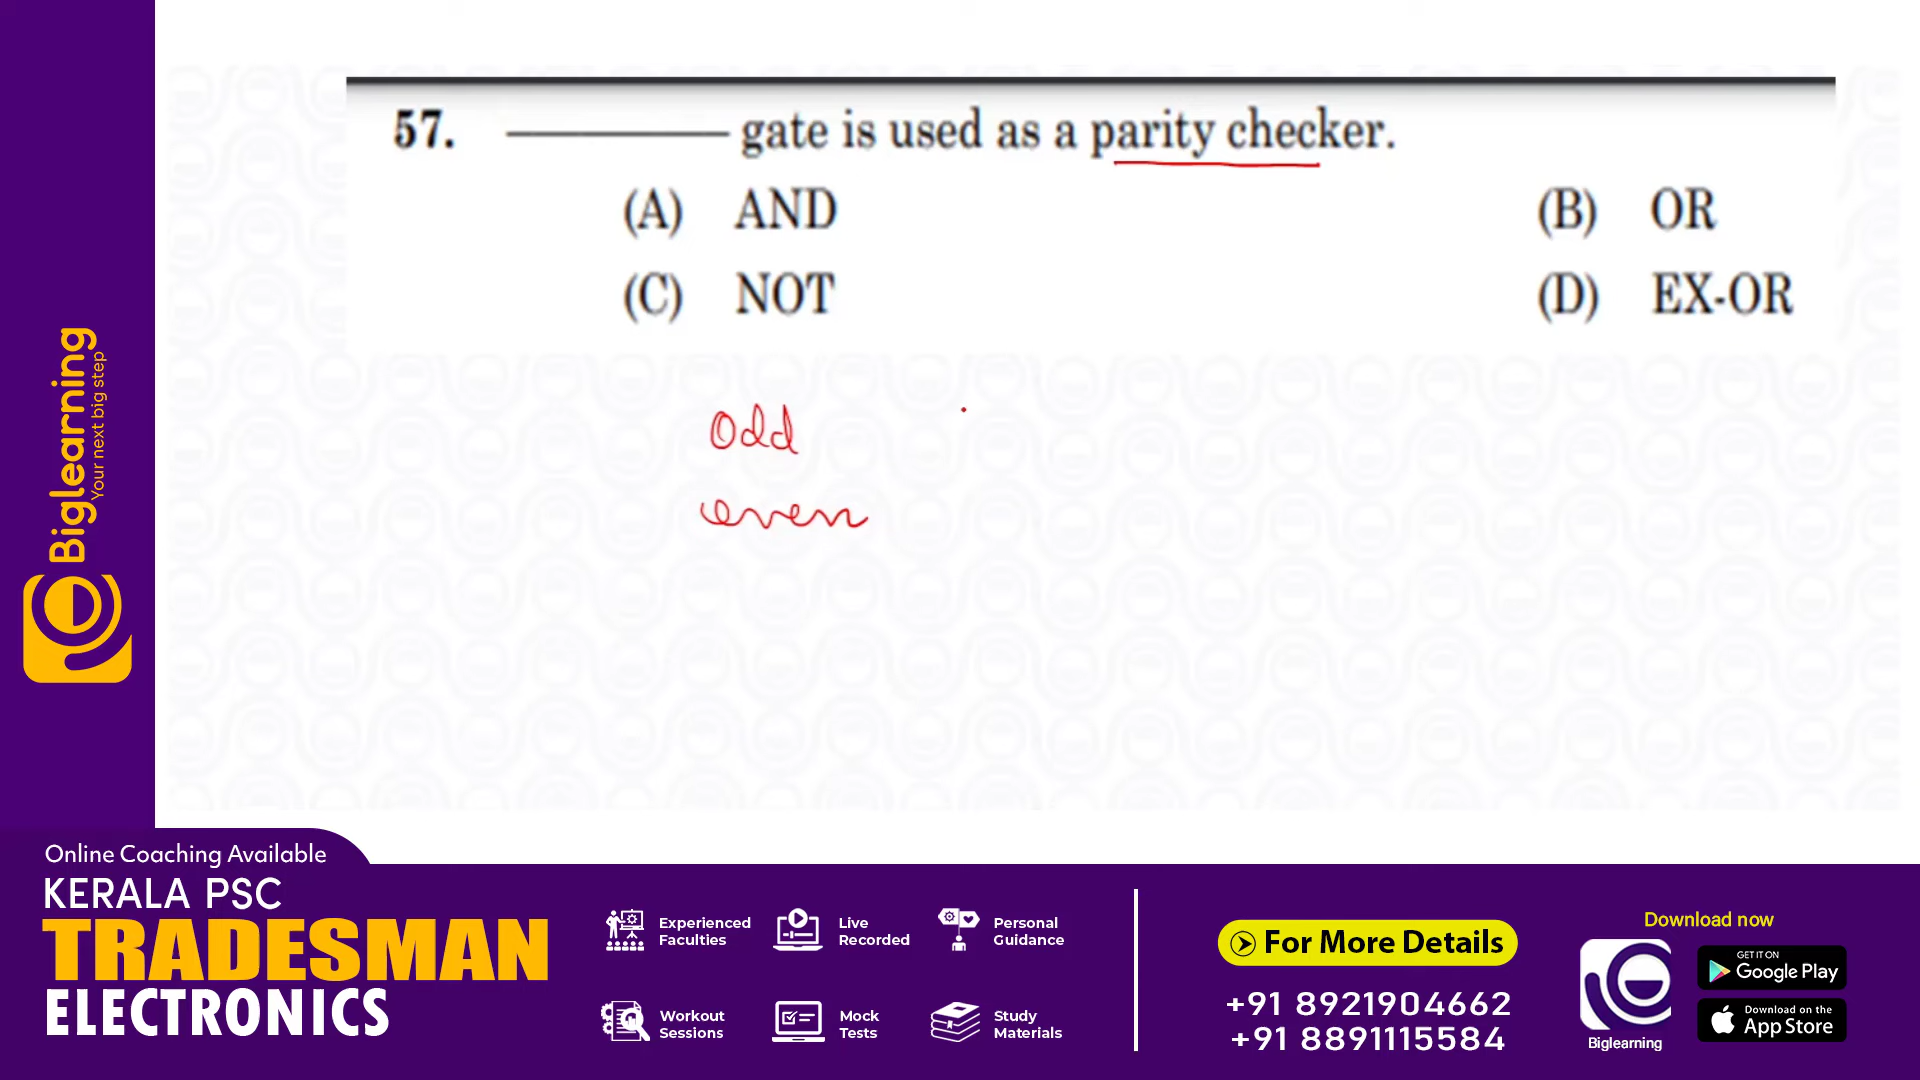 57. ________ gate is used as a parity checker.
(A) AND
(B) OR
(C) NOT
(D) EX-OR
Odd
even
Biglearning
Your next big step
Online Coaching Available
KERALA PSC
TRADESMAN
ELECTRONICS
Experienced
Faculties
Live
Recorded
Personal
Guidance
Workout
Sessions
Mock
Tests
Study
Materials
For More Details
+91 8921904662
+91 8891115584
Download now
Biglearning
GET IT ON
Google Play
Download on the
App Store